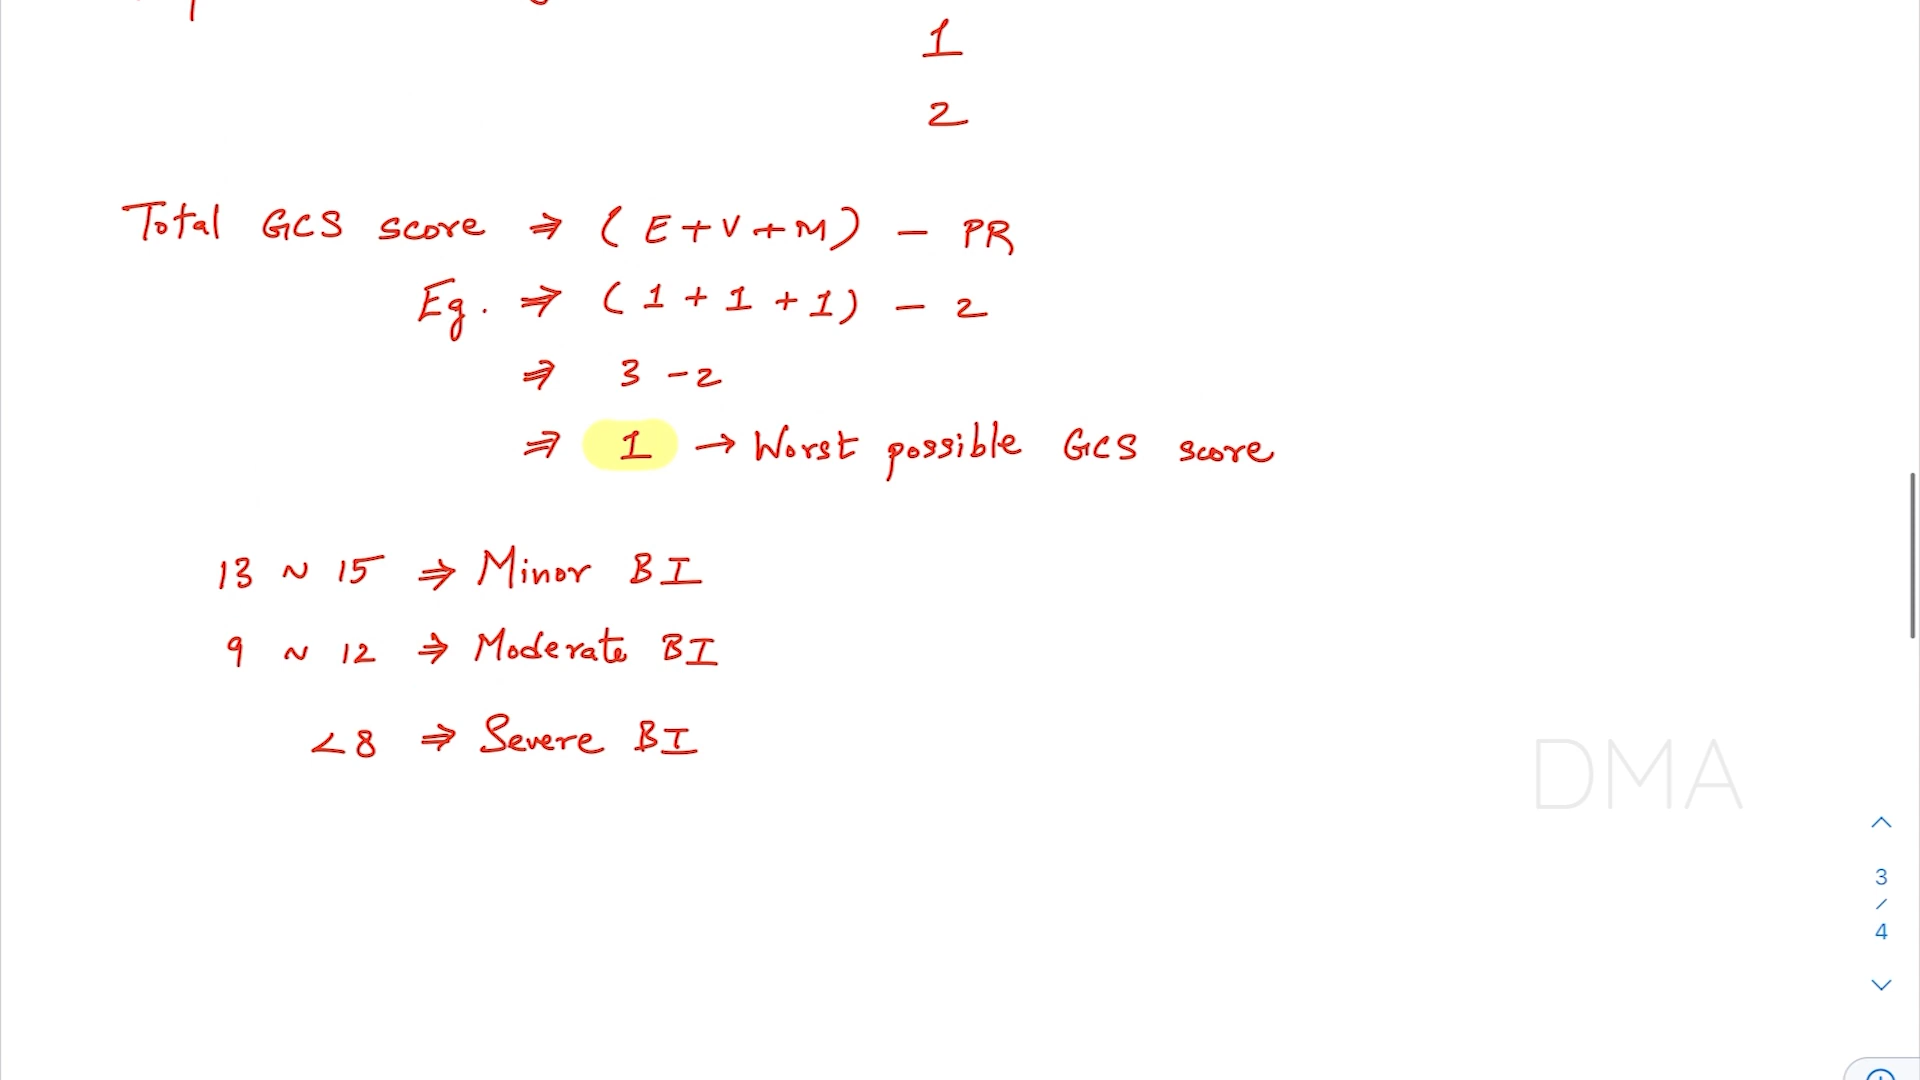 1
2
Total GCS score ⇒ (E+V+M) - PR
Eg. ⇒ (1+1+1) - 2
⇒ 3 - 2
⇒ 1 → Worst possible GCS score
13 ~ 15 ⇒ Minor BI
9 ~ 12 ⇒ Moderate BI
<8 ⇒ Severe BI
DMA
3
/
4